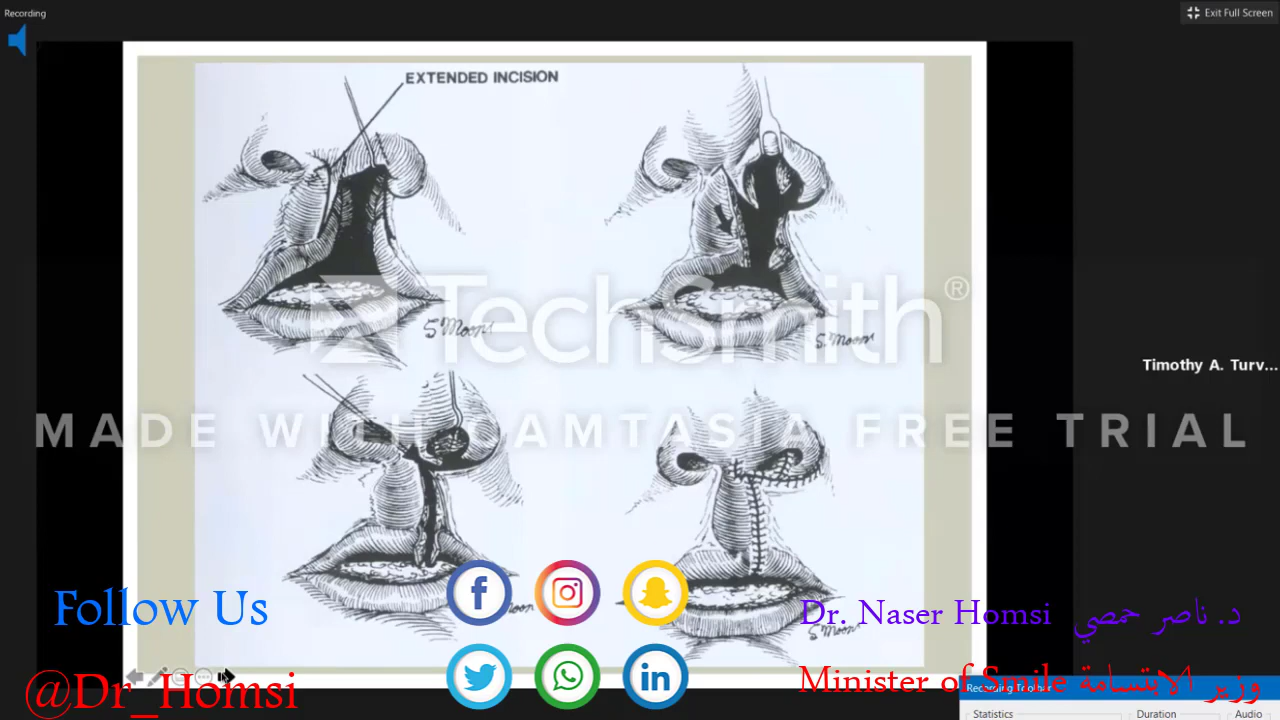 Recording
Exit Full Screen
EXTENDED INCISION
TechSmith®
S. Moon
Timothy A. Turv...
MADE WITH CAMTASIA FREE TRIAL
Follow Us
Dr. Naser Homsi د. ناصر حمصي
@Dr_Homsi
Minister of Smile وزير الابتسامة
Recording Toolbar
Statistics
Duration
Audio